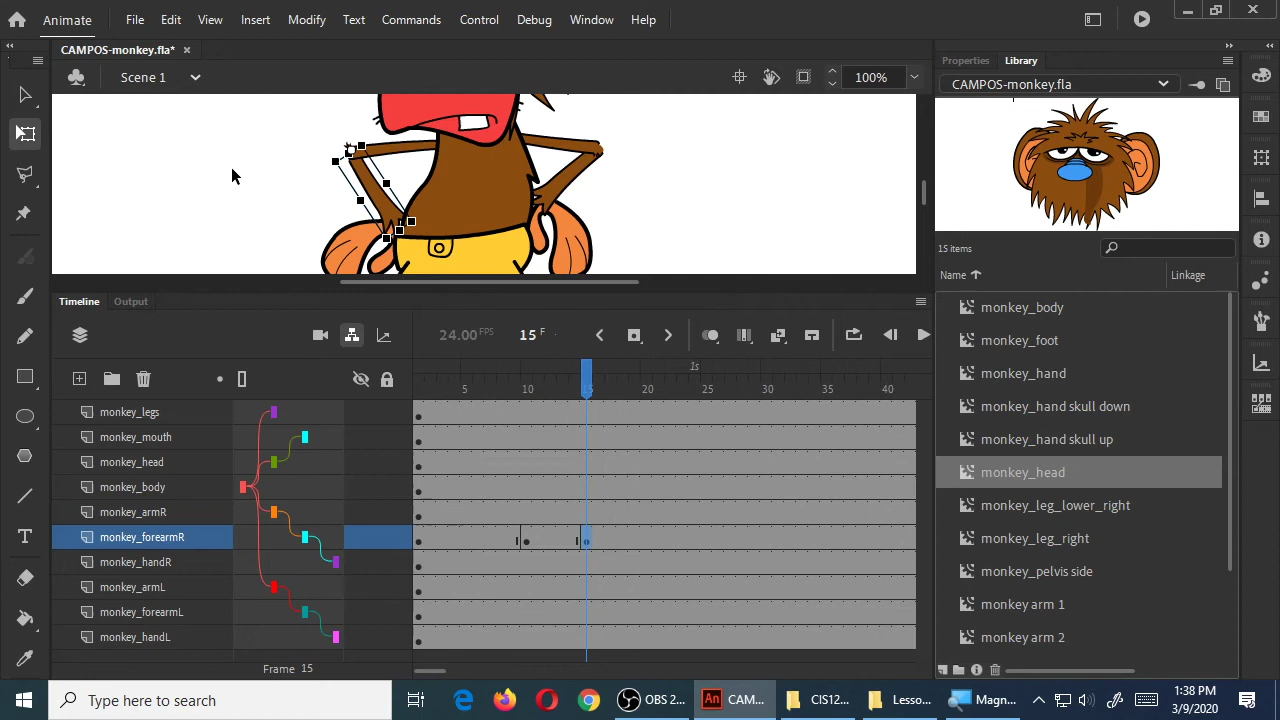 Animate
File Edit View Insert Modify Text Commands Control Debug Window Help
CAMPOS-monkey.fla*
Scene 1
100%
Properties Library
CAMPOS-monkey.fla
15 items
Name Linkage
monkey_body
monkey_foot
monkey_hand
monkey_hand skull down
monkey_hand skull up
monkey_head
monkey_leg_lower_right
monkey_leg_right
monkey_pelvis side
monkey arm 1
monkey arm 2
Timeline Output
24.00 FPS 15 F
1s
5 10 15 20 25 30 35 40
monkey_legs
monkey_mouth
monkey_head
monkey_body
monkey_armR
monkey_forearmR
monkey_handR
monkey_armL
monkey_forearmL
monkey_handL
Frame 15
Type here to search
OBS 2...
An CAM...
CIS12...
Lesso...
Magn...
1:38 PM
3/9/2020